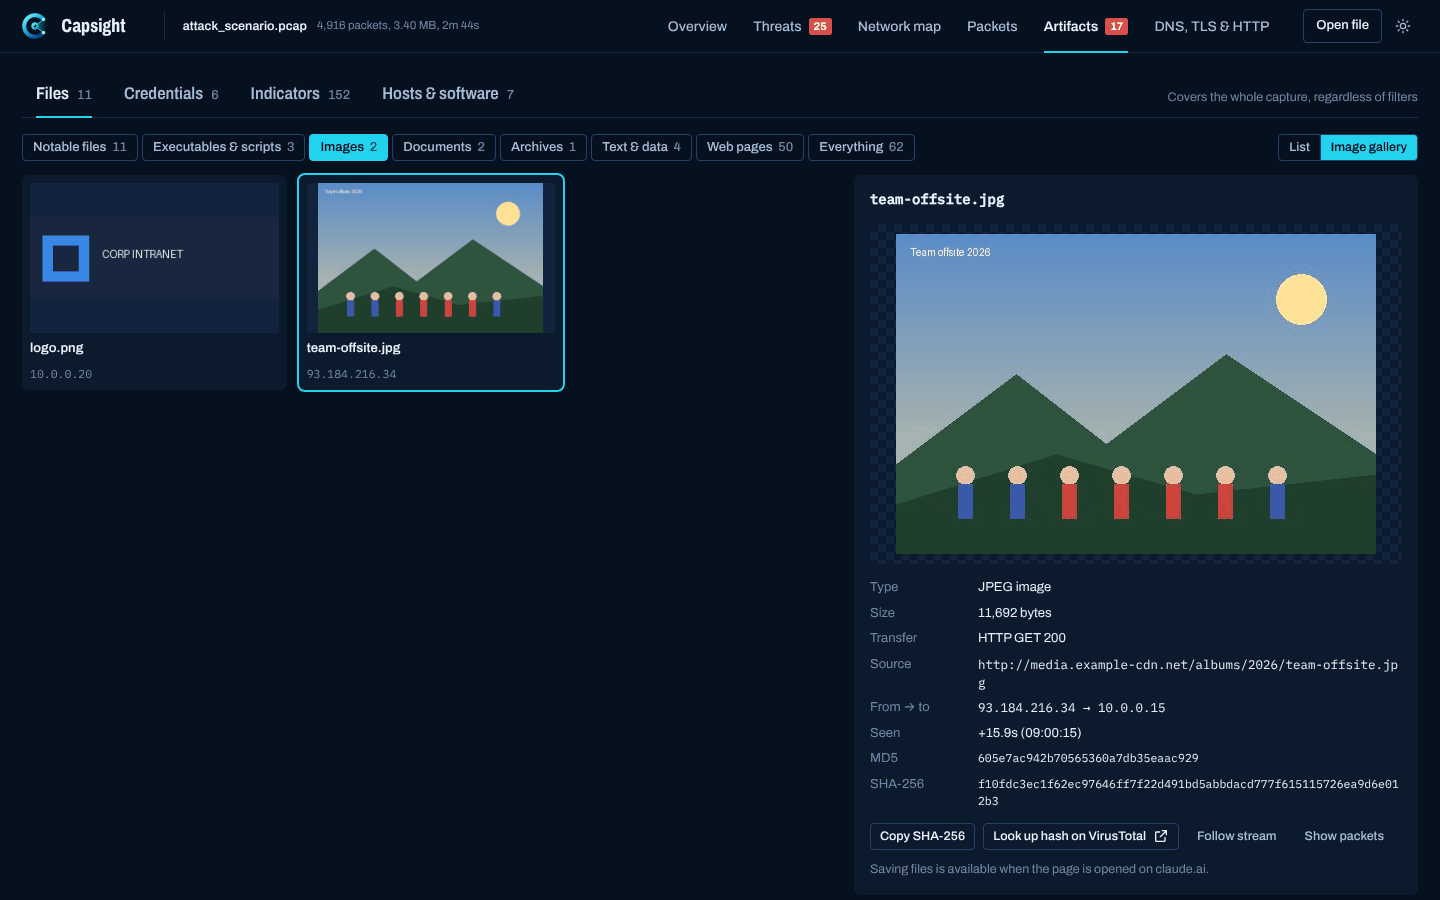 Capsight
attack_scenario.pcap 4,916 packets, 3.40 MB, 2m 44s
Overview
Threats 25
Network map
Packets
Artifacts 17
DNS, TLS & HTTP
Open file
Files 11
Credentials 6
Indicators 152
Hosts & software 7
Covers the whole capture, regardless of filters
Notable files 11
Executables & scripts 3
Images 2
Documents 2
Archives 1
Text & data 4
Web pages 50
Everything 62
List
Image gallery
CORP INTRANET
logo.png
10.0.0.20
Team offsite 2026
team-offsite.jpg
93.184.216.34
team-offsite.jpg
Team offsite 2026
Type JPEG image
Size 11,692 bytes
Transfer HTTP GET 200
Source http://media.example-cdn.net/albums/2026/team-offsite.jp
g
From → to 93.184.216.34 → 10.0.0.15
Seen +15.9s (09:00:15)
MD5 605e7ac942b70565360a7db35eaac929
SHA-256 f10fdc3ec1f62ec97646ff7f22d491bd5abbdacd777f615115726ea9d6e01
2b3
Copy SHA-256
Look up hash on VirusTotal
Follow stream
Show packets
Saving files is available when the page is opened on claude.ai.